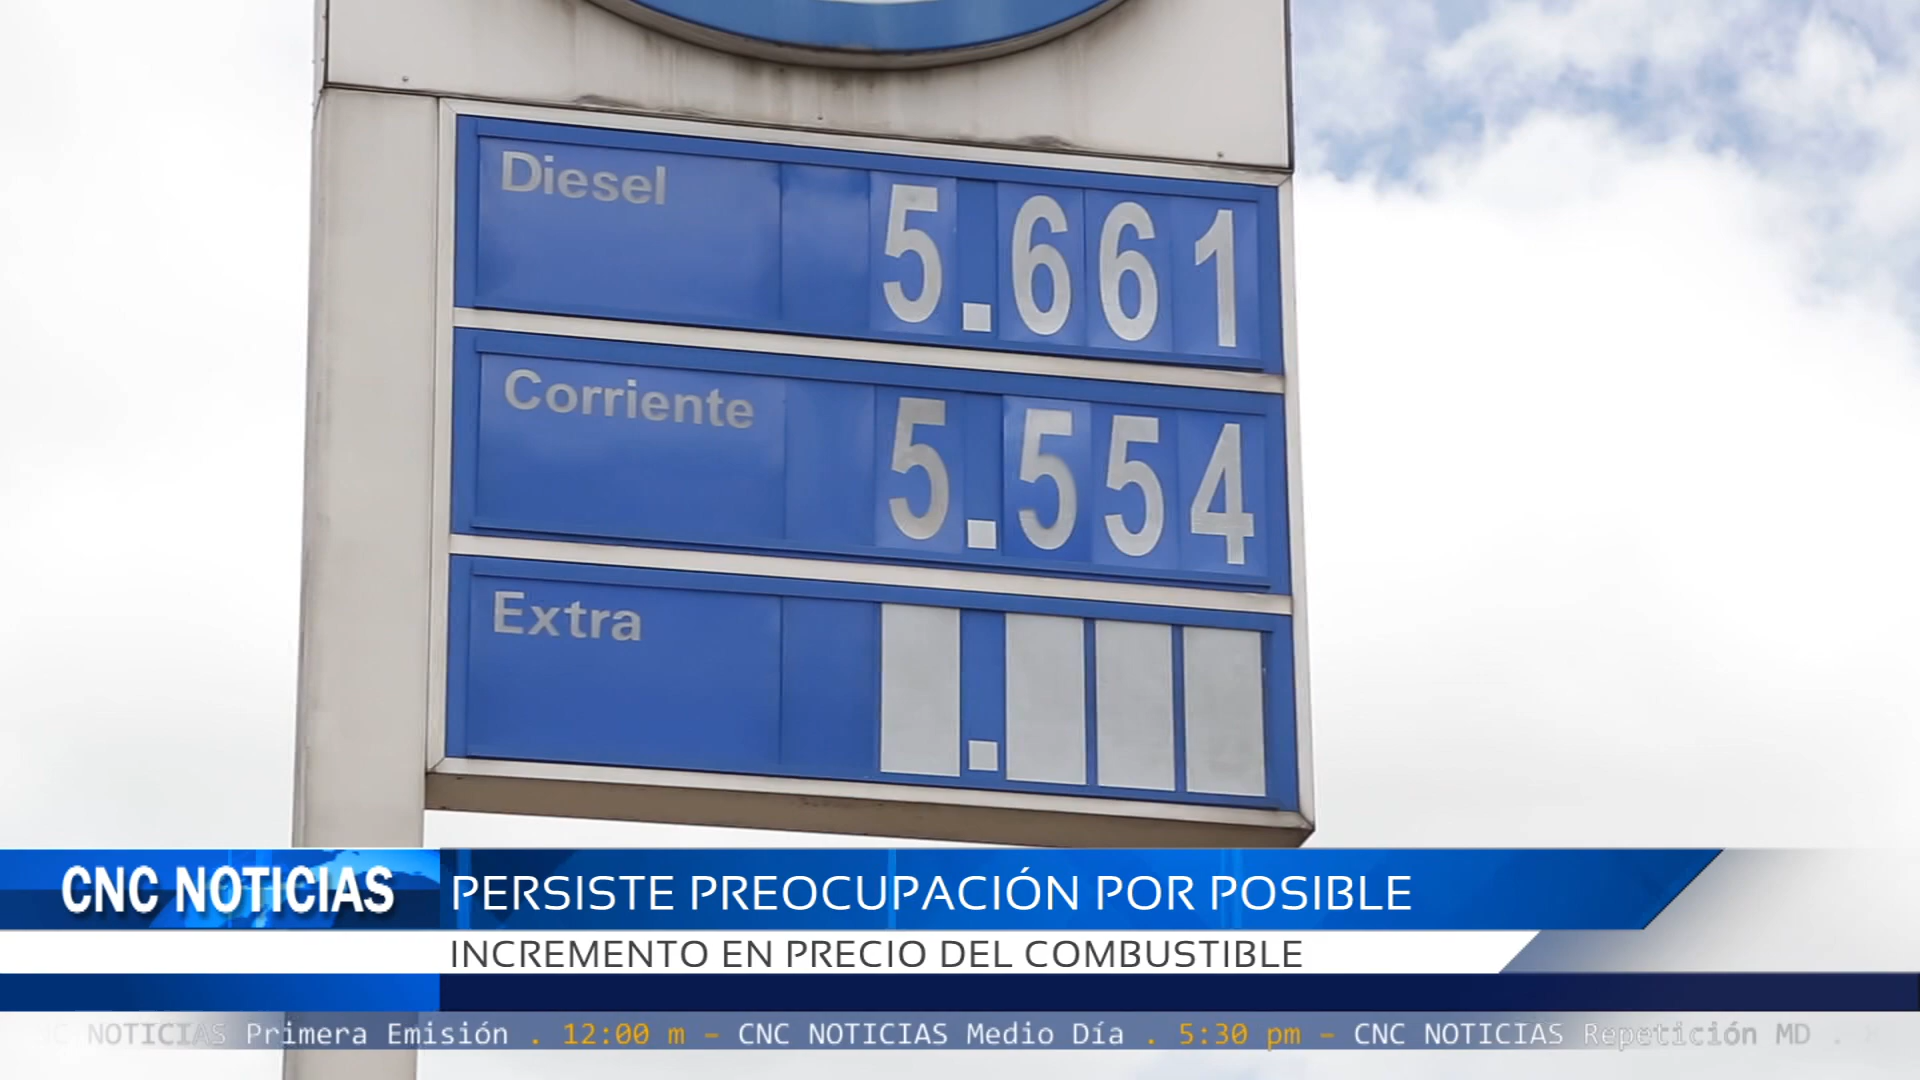 Diesel 5.661
Corriente 5.554
Extra .
CNC NOTICIAS
PERSISTE PREOCUPACIÓN POR POSIBLE
INCREMENTO EN PRECIO DEL COMBUSTIBLE
NC NOTICIAS Primera Emisión . 12:00 m – CNC NOTICIAS Medio Día . 5:30 pm – CNC NOTICIAS Repetición MD .